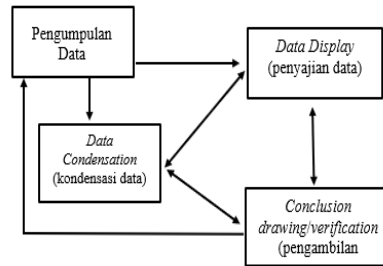 Pengumpulan
Data
Data Display
(penyajian data)
Data
Condensation
(kondensasi data)
Conclusion
drawing/verification
(pengambilan